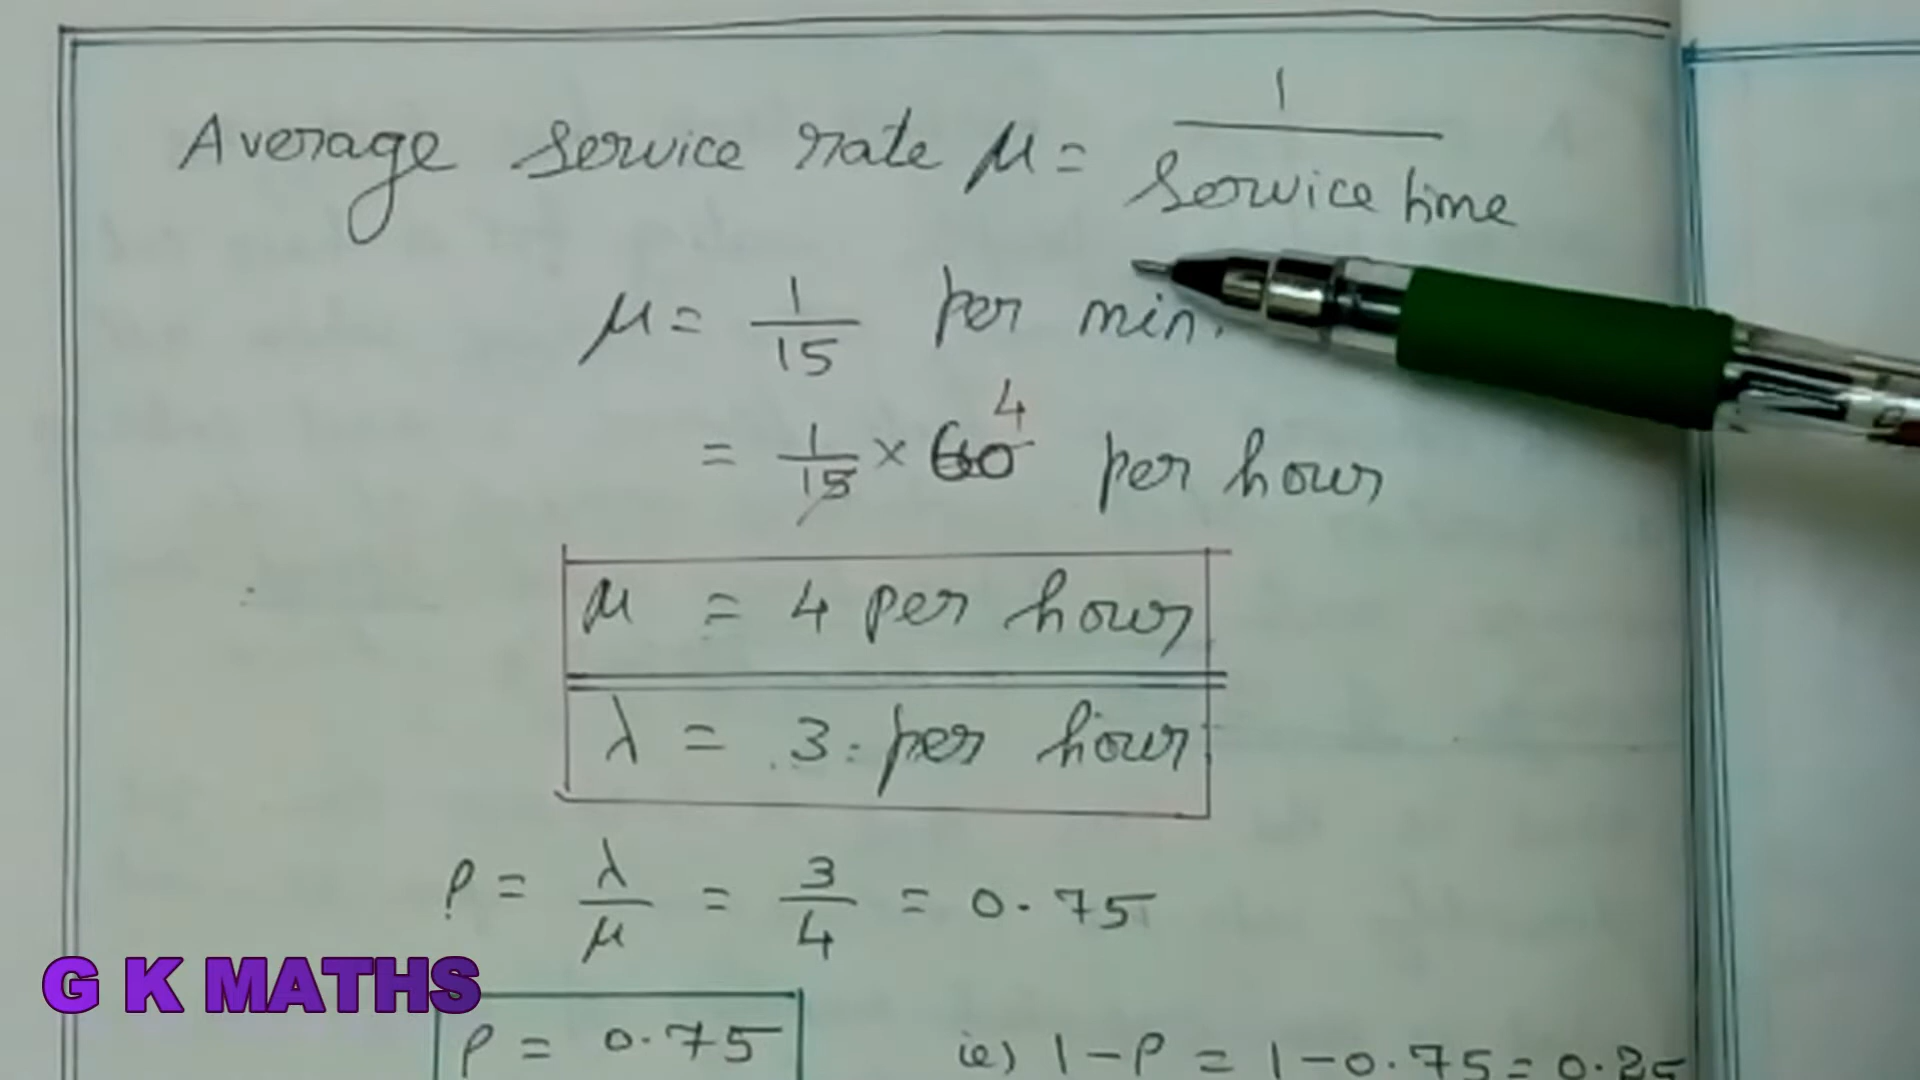 Average service rate μ = 1 / service time
μ = 1/15 per min.
= 1/15 × 60 4 per hour
μ = 4 per hour
λ = 3 per hour
ρ = λ/μ = 3/4 = 0.75
G K MATHS
ρ = 0.75 ie) 1-ρ = 1-0.75 = 0.25